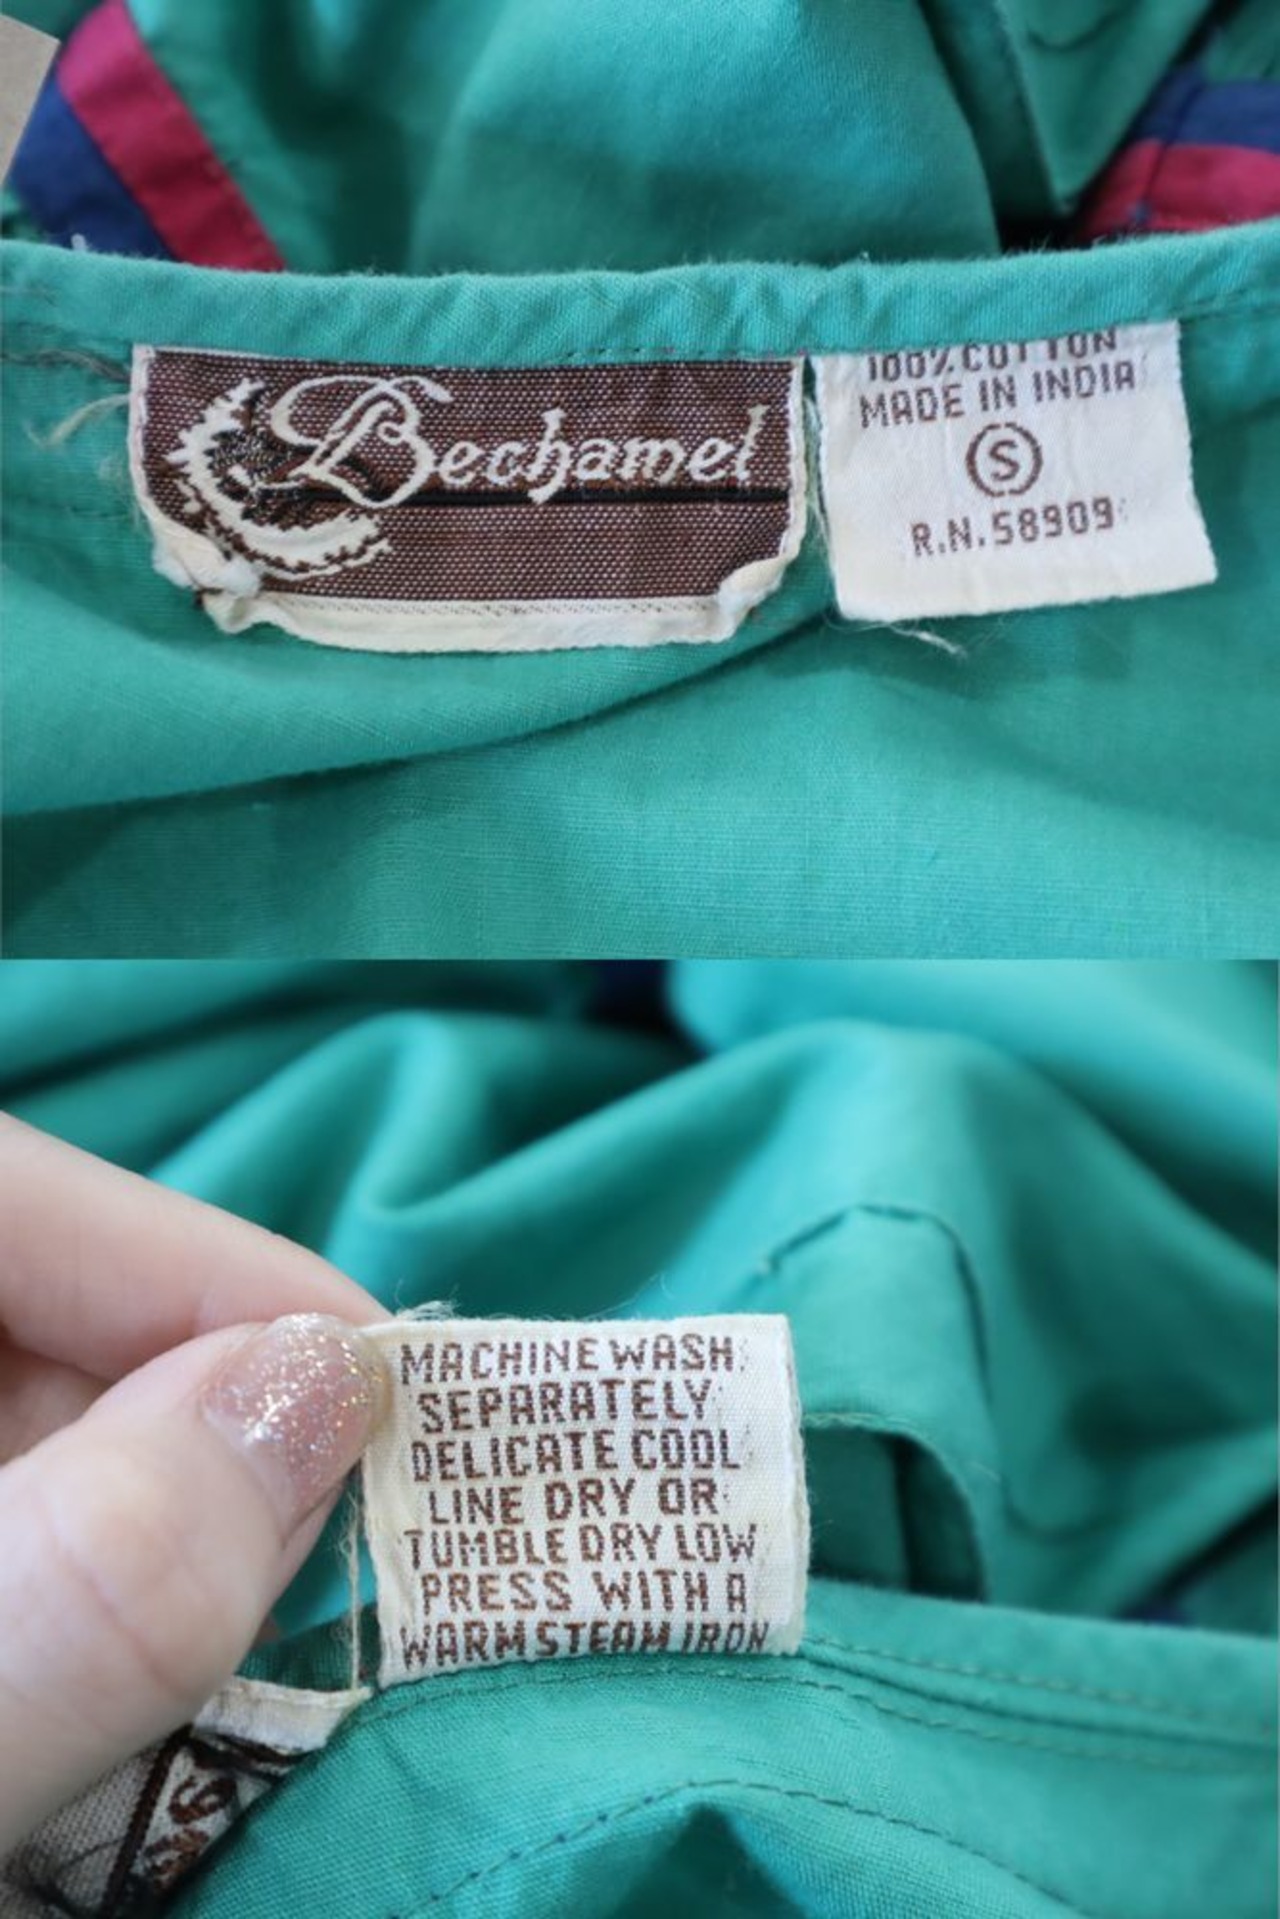 Bechamel
100% COTTON
MADE IN INDIA
S
R.N.58909
MACHINE WASH
SEPARATELY
DELICATE COOL
LINE DRY OR
TUMBLE DRY LOW
PRESS WITH A
WARM STEAM IRON